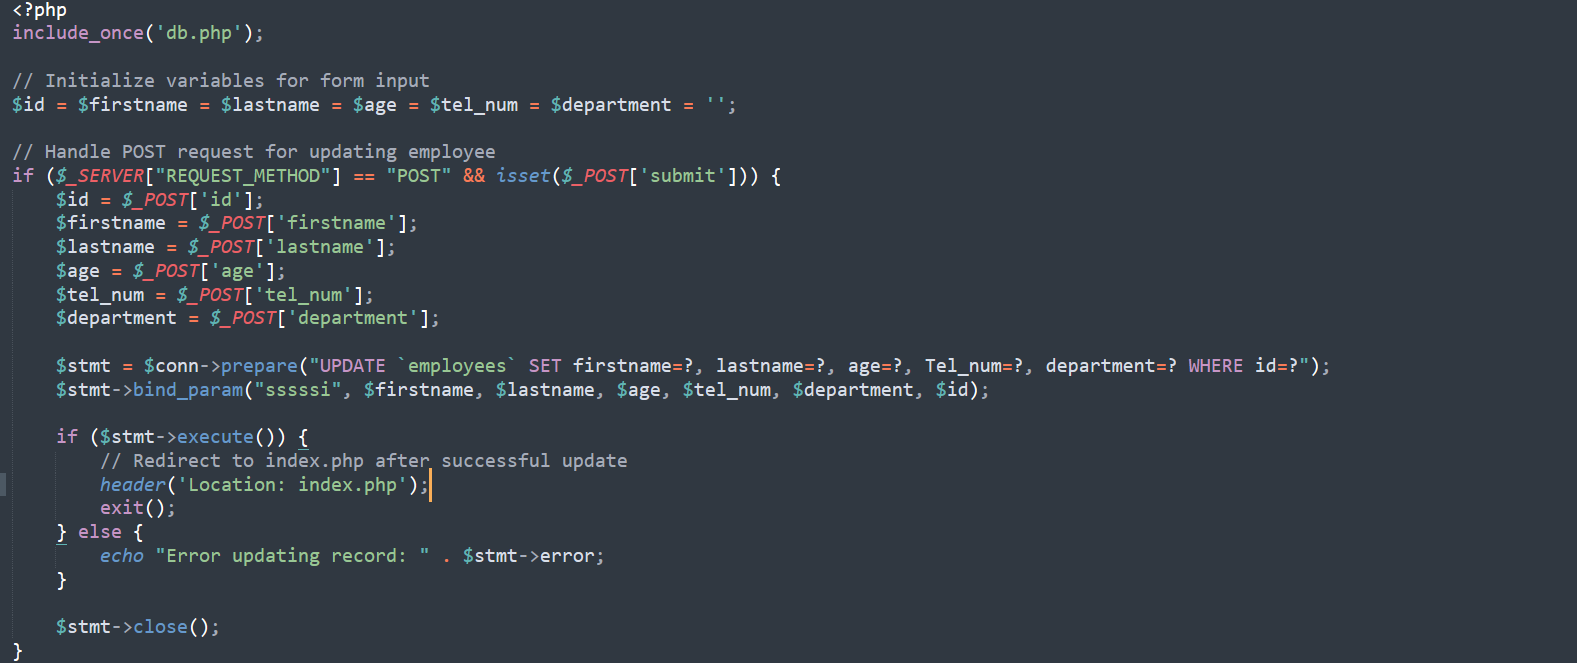 <?php
include_once('db.php');
// Initialize variables for form input
$id = $firstname = $lastname = $age = $tel_num = $department = '';
// Handle POST request for updating employee
if ($_SERVER["REQUEST_METHOD"] == "POST" && isset($_POST['submit'])) {
    $id = $_POST['id'];
    $firstname = $_POST['firstname'];
    $lastname = $_POST['lastname'];
    $age = $_POST['age'];
    $tel_num = $_POST['tel_num'];
    $department = $_POST['department'];
    $stmt = $conn->prepare("UPDATE `employees` SET firstname=?, lastname=?, age=?, Tel_num=?, department=? WHERE id=?");
    $stmt->bind_param("sssssi", $firstname, $lastname, $age, $tel_num, $department, $id);
    if ($stmt->execute()) {
        // Redirect to index.php after successful update
        header('Location: index.php');
        exit();
    } else {
        echo "Error updating record: " . $stmt->error;
    }
    $stmt->close();
}